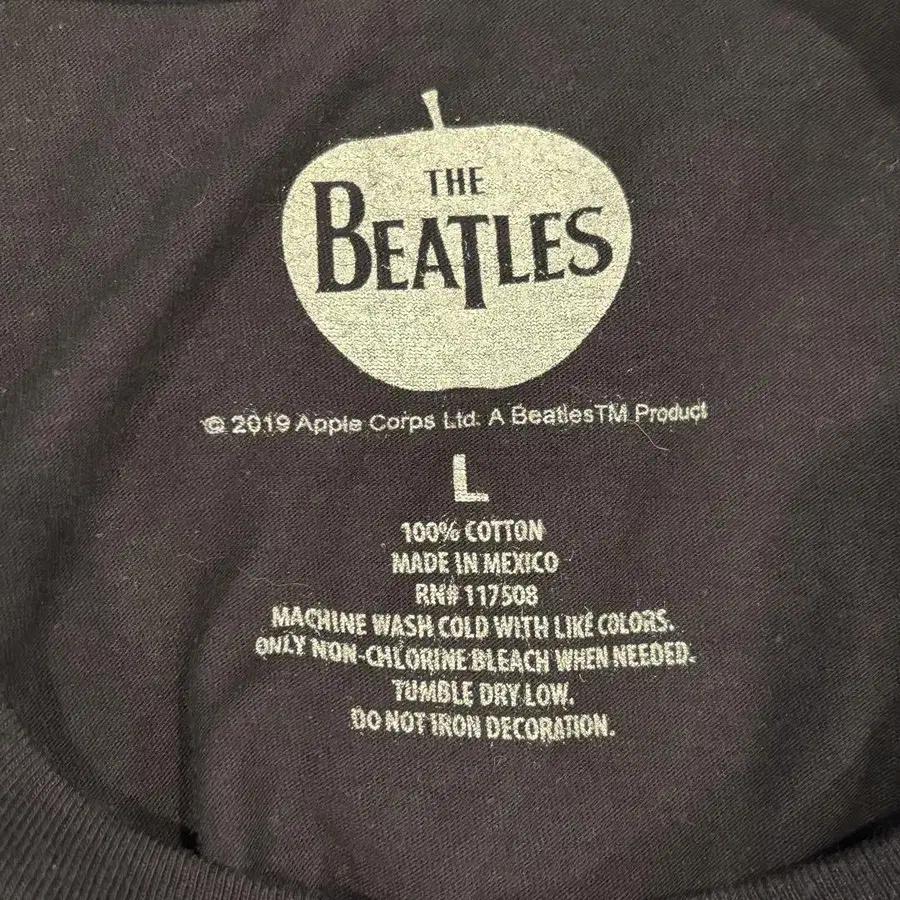 THE
BEATLES
© 2019 Apple Corps Ltd. A BeatlesTM Product
L
100% COTTON
MADE IN MEXICO
RN# 117508
MACHINE WASH COLD WITH LIKE COLORS.
ONLY NON-CHLORINE BLEACH WHEN NEEDED.
TUMBLE DRY LOW.
DO NOT IRON DECORATION.